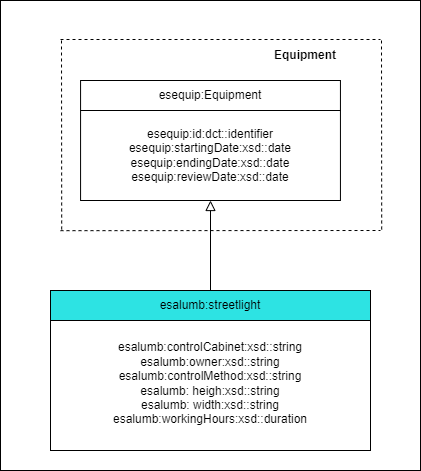 Equipment
esequip:Equipment
esequip:id:dct::identifier
esequip:startingDate:xsd::date
esequip:endingDate:xsd::date
esequip:reviewDate:xsd::date
esalumb:streetlight
esalumb:controlCabinet:xsd::string
esalumb:owner:xsd::string
esalumb:controlMethod:xsd::string
esalumb: heigh:xsd::string
esalumb: width:xsd::string
esalumb:workingHours:xsd::duration